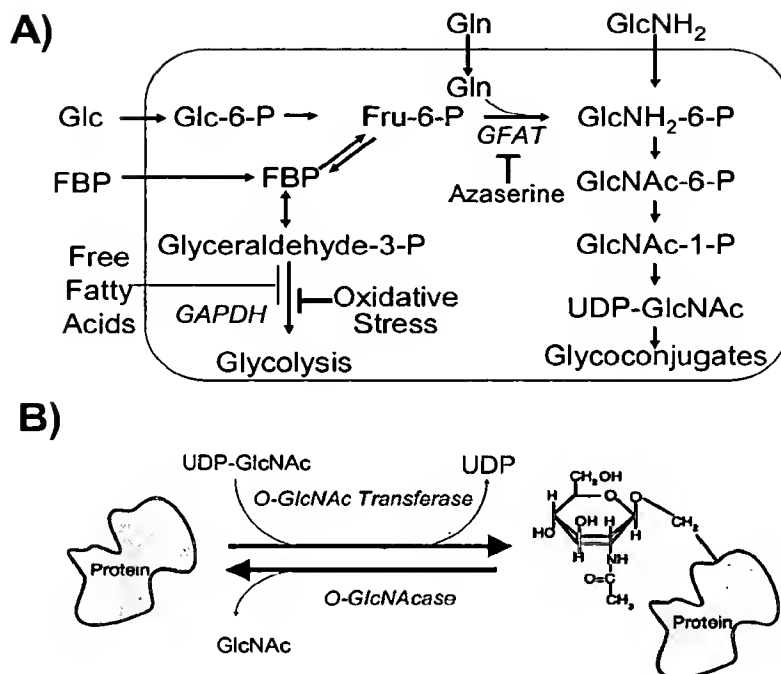 A)
Gln
GlcNH2
Gln
Glc
Glc-6-P
Fru-6-P
GFAT
GlcNH2-6-P
FBP
FBP
Azaserine
GlcNAc-6-P
Glyceraldehyde-3-P
GlcNAc-1-P
Free
Fatty
Acids
GAPDH
Oxidative
Stress
UDP-GlcNAc
Glycolysis
Glycoconjugates
B)
UDP-GlcNAc
UDP
O-GlcNAc Transferase
Protein
O-GlcNAcase
GlcNAc
CH2OH
H
O
O
H
OH
H
H
CH2
HO
H
NH
O=C
CH3
Protein